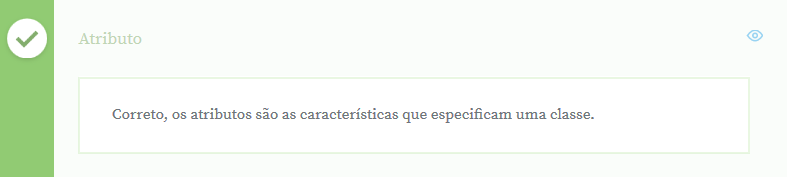 Atributo
Correto, os atributos são as características que especificam uma classe.